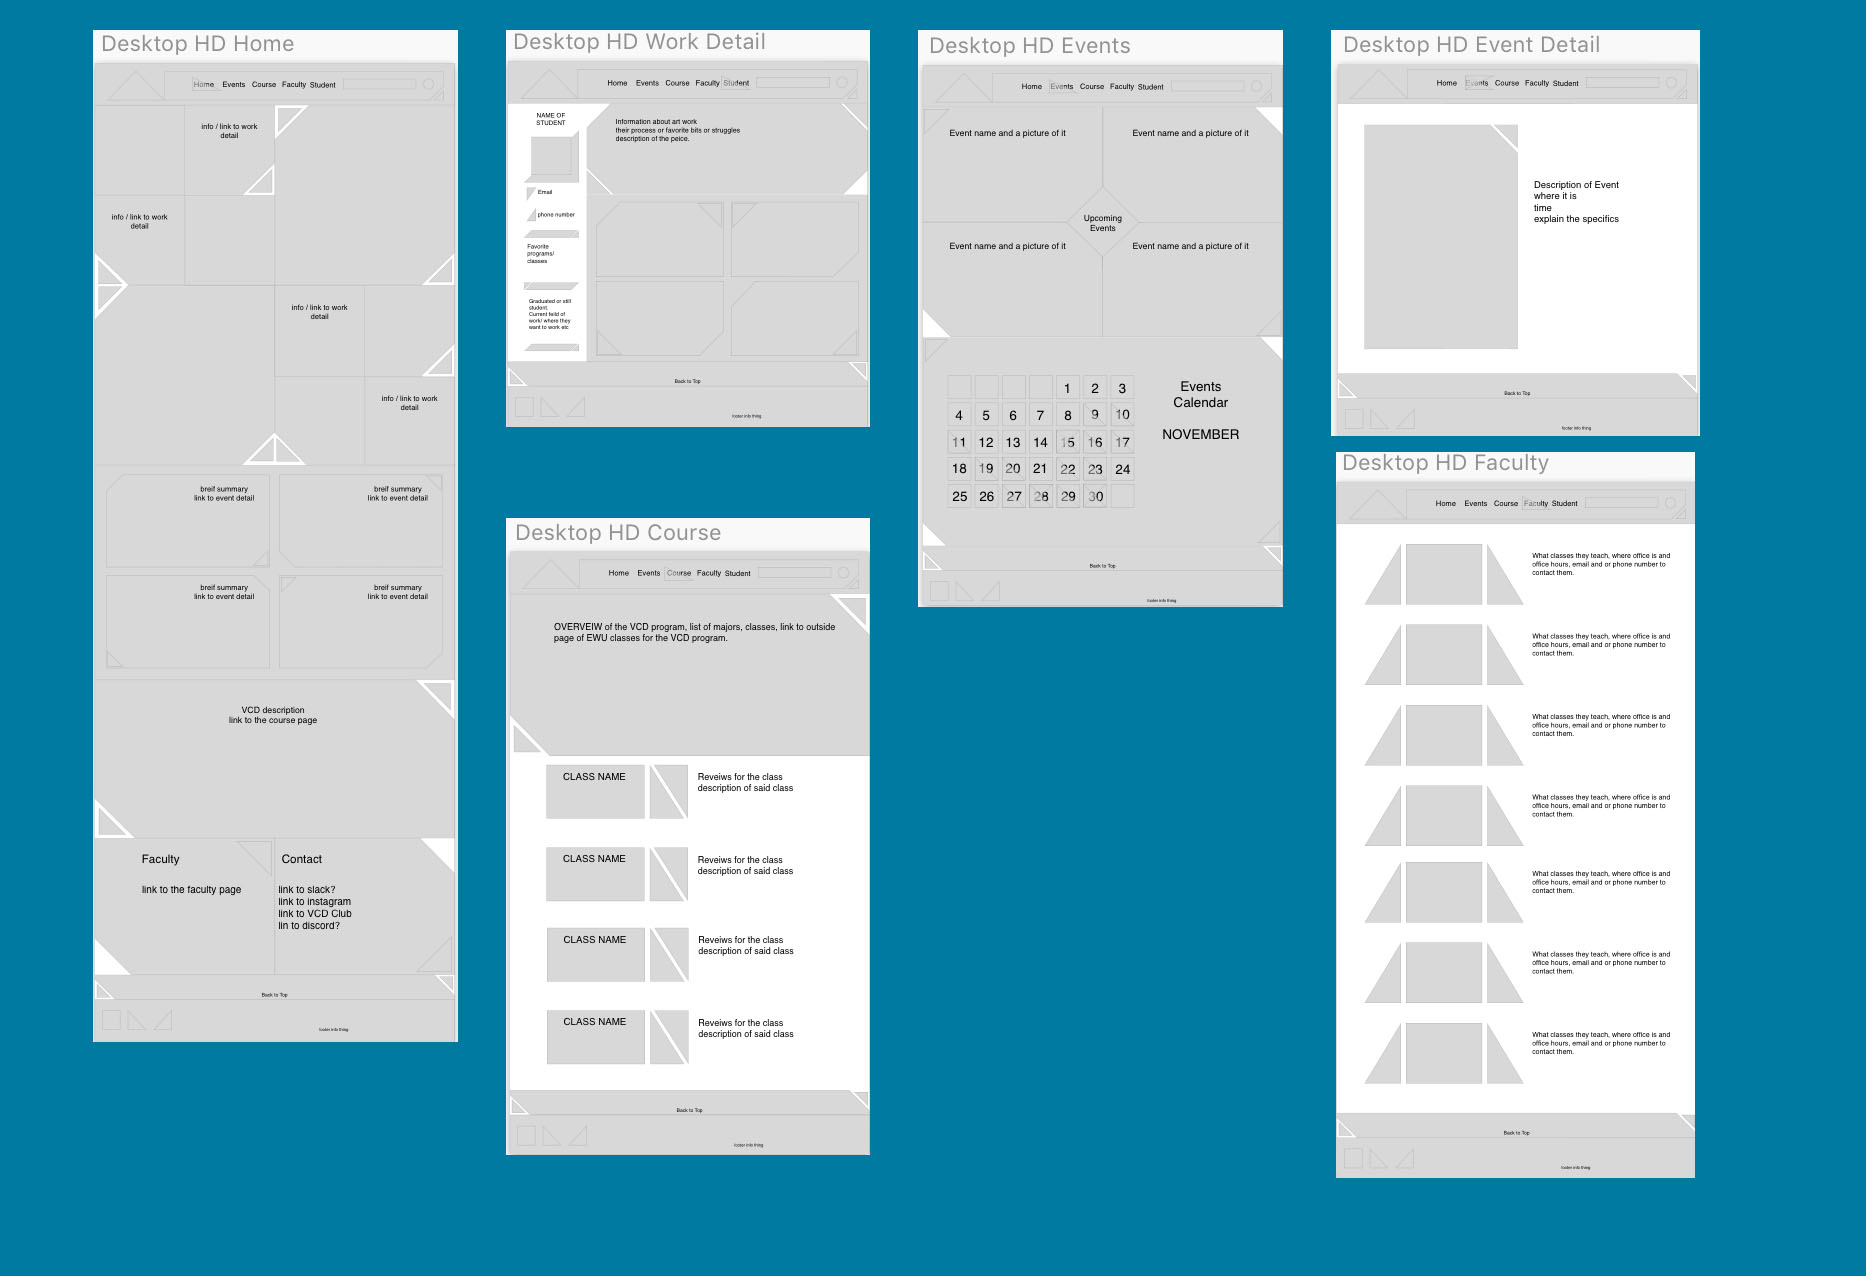 Desktop HD Home
Home Events Course Faculty Student
info / link to work
detail
info / link to work
detail
info / link to work
detail
info / link to work
detail
breif summary
link to event detail
breif summary
link to event detail
breif summary
link to event detail
breif summary
link to event detail
VCD description
link to the course page
Faculty
link to the faculty page
Contact
link to slack?
link to instagram
link to VCD Club
lin to discord?
Back to Top
footer info thing
Desktop HD Work Detail
Home Events Course Faculty Student
NAME OF
STUDENT
Email
phone number
Favorite
programs/
classes
Graduated or still
student.
Current feild of
work/ where they
want to work etc
Information about art work
their process or favorite bits or struggles
description of the peice.
Back to Top
footer info thing
Desktop HD Course
Home Events Course Faculty Student
OVERVEIW of the VCD program, list of majors, classes, link to outside
page of EWU classes for the VCD program.
CLASS NAME
Reveiws for the class
description of said class
CLASS NAME
Reveiws for the class
description of said class
CLASS NAME
Reveiws for the class
description of said class
CLASS NAME
Reveiws for the class
description of said class
Back to Top
footer info thing
Desktop HD Events
Home Events Course Faculty Student
Event name and a picture of it
Event name and a picture of it
Upcoming
Events
Event name and a picture of it
Event name and a picture of it
1 2 3
4 5 6 7 8 9 10
11 12 13 14 15 16 17
18 19 20 21 22 23 24
25 26 27 28 29 30
Events
Calendar
NOVEMBER
Back to Top
footer info thing
Desktop HD Event Detail
Home Events Course Faculty Student
Description of Event
where it is
time
explain the specifics
Back to Top
footer info thing
Desktop HD Faculty
Home Events Course Faculty Student
What classes they teach, where office is and
office hours, email and or phone number to
contact them.
What classes they teach, where office is and
office hours, email and or phone number to
contact them.
What classes they teach, where office is and
office hours, email and or phone number to
contact them.
What classes they teach, where office is and
office hours, email and or phone number to
contact them.
What classes they teach, where office is and
office hours, email and or phone number to
contact them.
What classes they teach, where office is and
office hours, email and or phone number to
contact them.
What classes they teach, where office is and
office hours, email and or phone number to
contact them.
Back to Top
footer info thing